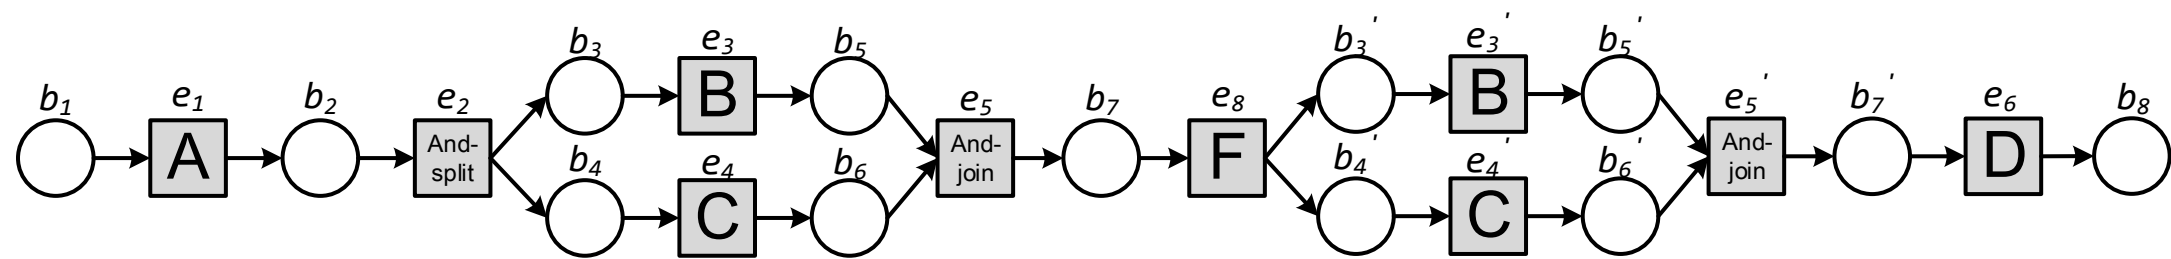 b1 e1 b2 e2 b3 e3 b5 e5 b7 e8 b3' e3' b5' e5' b7' e6 b8
A And-split B And-join F B And-join D
b4 e4 b6 b4' e4' b6'
C C